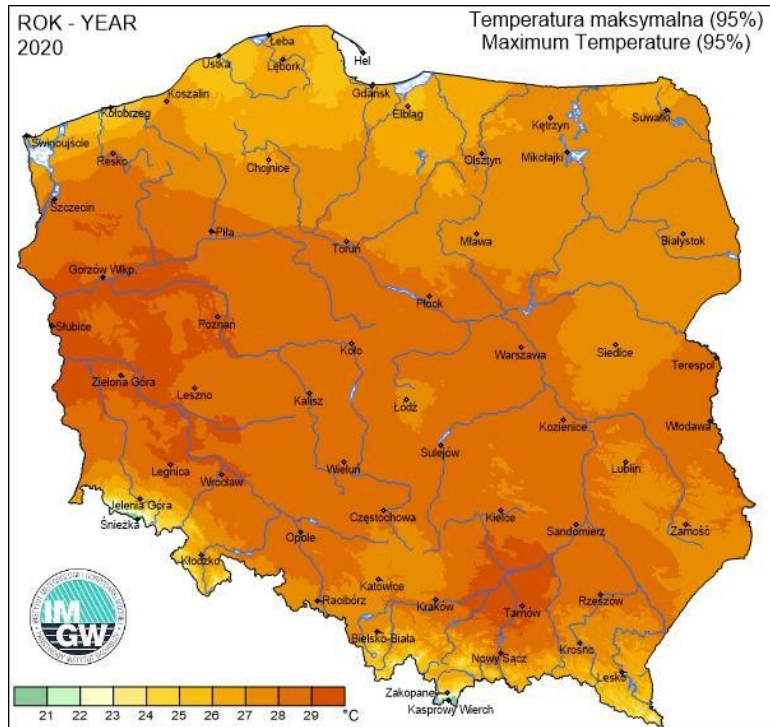 ROK - YEAR
2020
Temperatura maksymalna (95%)
Maximum Temperature (95%)
Łeba
Ustka
Lębork
Hel
Koszalin
Gdańsk
Kołobrzeg
Elbląg
Suwałki
Kętrzyn
Świnoujście
Resko
Chojnice
Olsztyn
Mikołajki
Szczecin
Piła
Toruń
Mława
Białystok
Gorzów Wlkp.
Płock
Słubice
Poznań
Koło
Warszawa
Siedlce
Terespol
Zielona Góra
Leszno
Kalisz
Łódź
Kozienice
Włodawa
Sulejów
Legnica
Wrocław
Wieluń
Lublin
Jelenia Góra
Śnieżka
Częstochowa
Kielce
Sandomierz
Zamość
Opole
Kłodzko
Katowice
Racibórz
Kraków
Tarnów
Rzeszów
Bielsko-Biała
Nowy Sącz
Krosno
Lesko
Zakopane
Kasprowy Wierch
IM
GW
21 22 23 24 25 26 27 28 29 °C